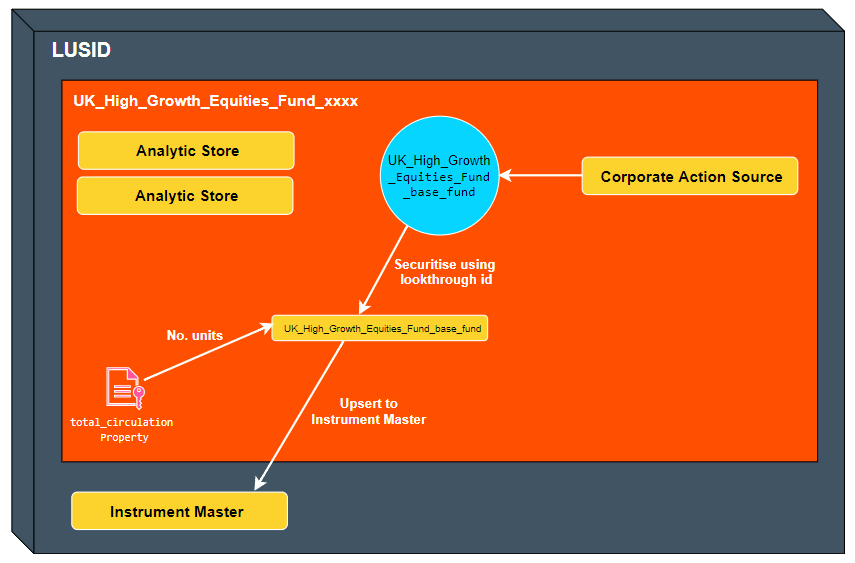 LUSID
UK_High_Growth_Equities_Fund_xxxx
Analytic Store
Analytic Store
UK_High_Growth
_Equities_Fund
_base_fund
Corporate Action Source
Securitise using
lookthrough id
UK_High_Growth_Equities_Fund_base_fund
No. units
total_circulation
Property
Upsert to
Instrument Master
Instrument Master